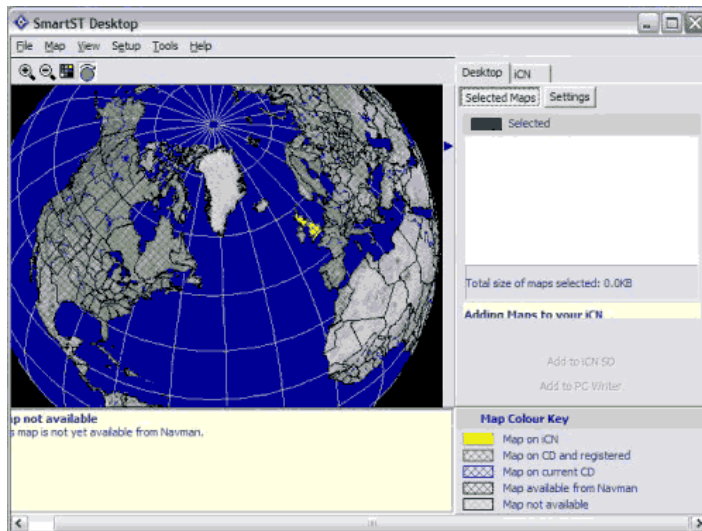 SmartST Desktop
File Map View Setup Tools Help
Desktop iCN
Selected Maps Settings
Selected
Total size of maps selected: 0.0KB
Adding Maps to your iCN
Add to iCN SD
Add to PC Writer
ap not available
s map is not yet available from Navman.
Map Colour Key
Map on iCN
Map on CD and registered
Map on current CD
Map available from Navman
Map not available